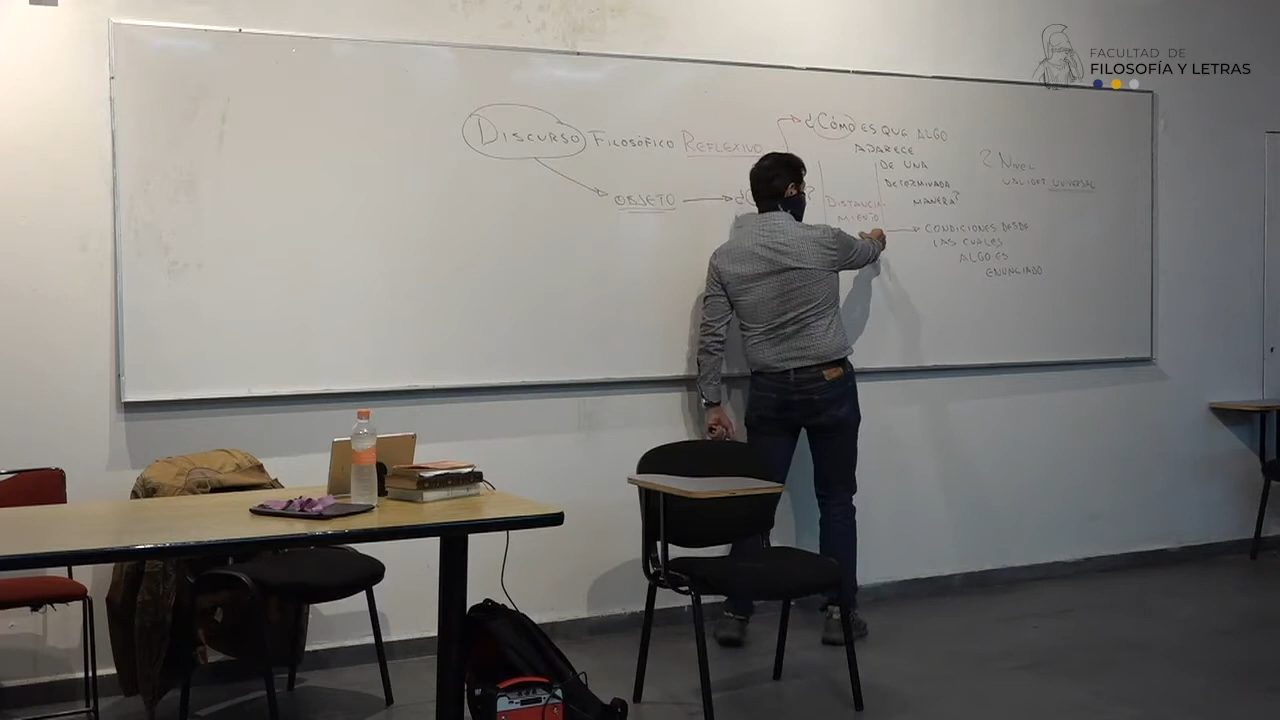 FACULTAD DE
FILOSOFÍA Y LETRAS
DISCURSO FILOSÓFICO REFLEXIVO
¿CÓMO ES QUE ALGO
APARECE
DE UNA
DETERMINADA
MANERA?
2 NIVEL
UNIVERSAL
OBJETO
DISTANCIA
MIENTO
CONDICIONES DESDE
LAS CUALES
ALGO ES
ENUNCIADO